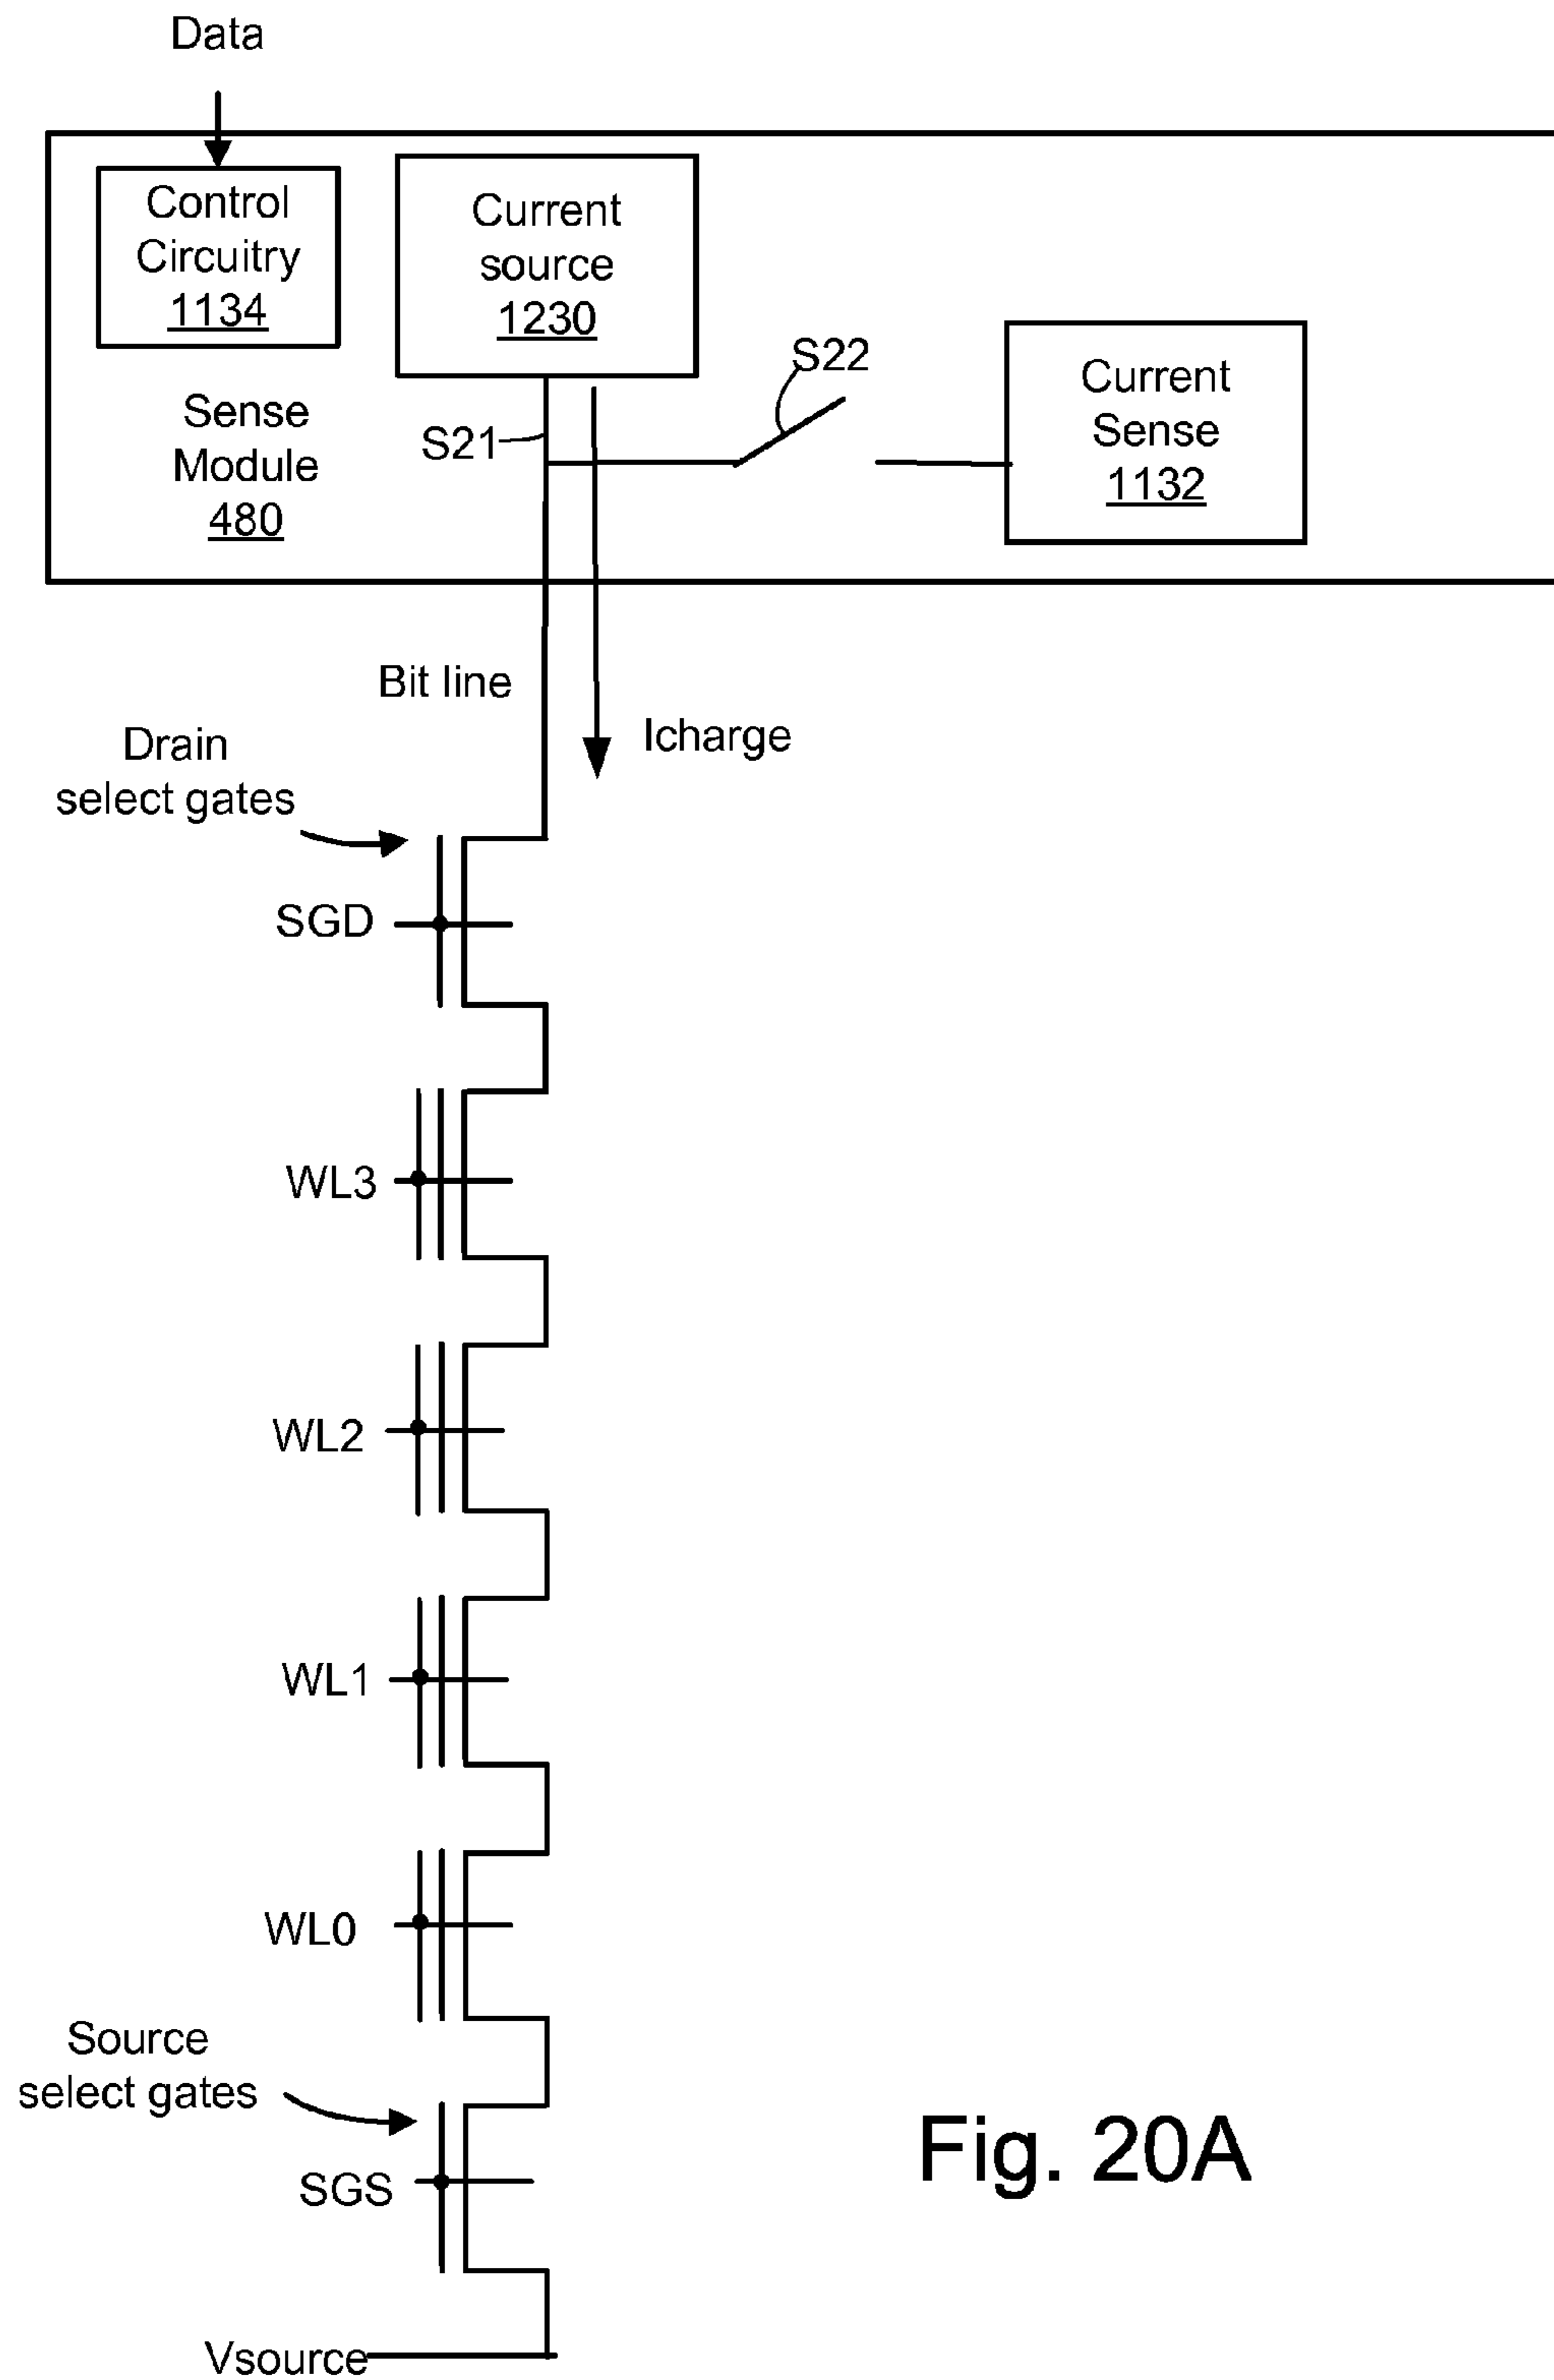 Data
Control
Circuitry
1134
Current
source
1230
S22
Current
Sense
1132
Sense
Module
480
S21
Bit line
Icharge
Drain
select gates
SGD
WL3
WL2
WL1
WL0
Source
select gates
SGS
Vsource
Fig. 20A